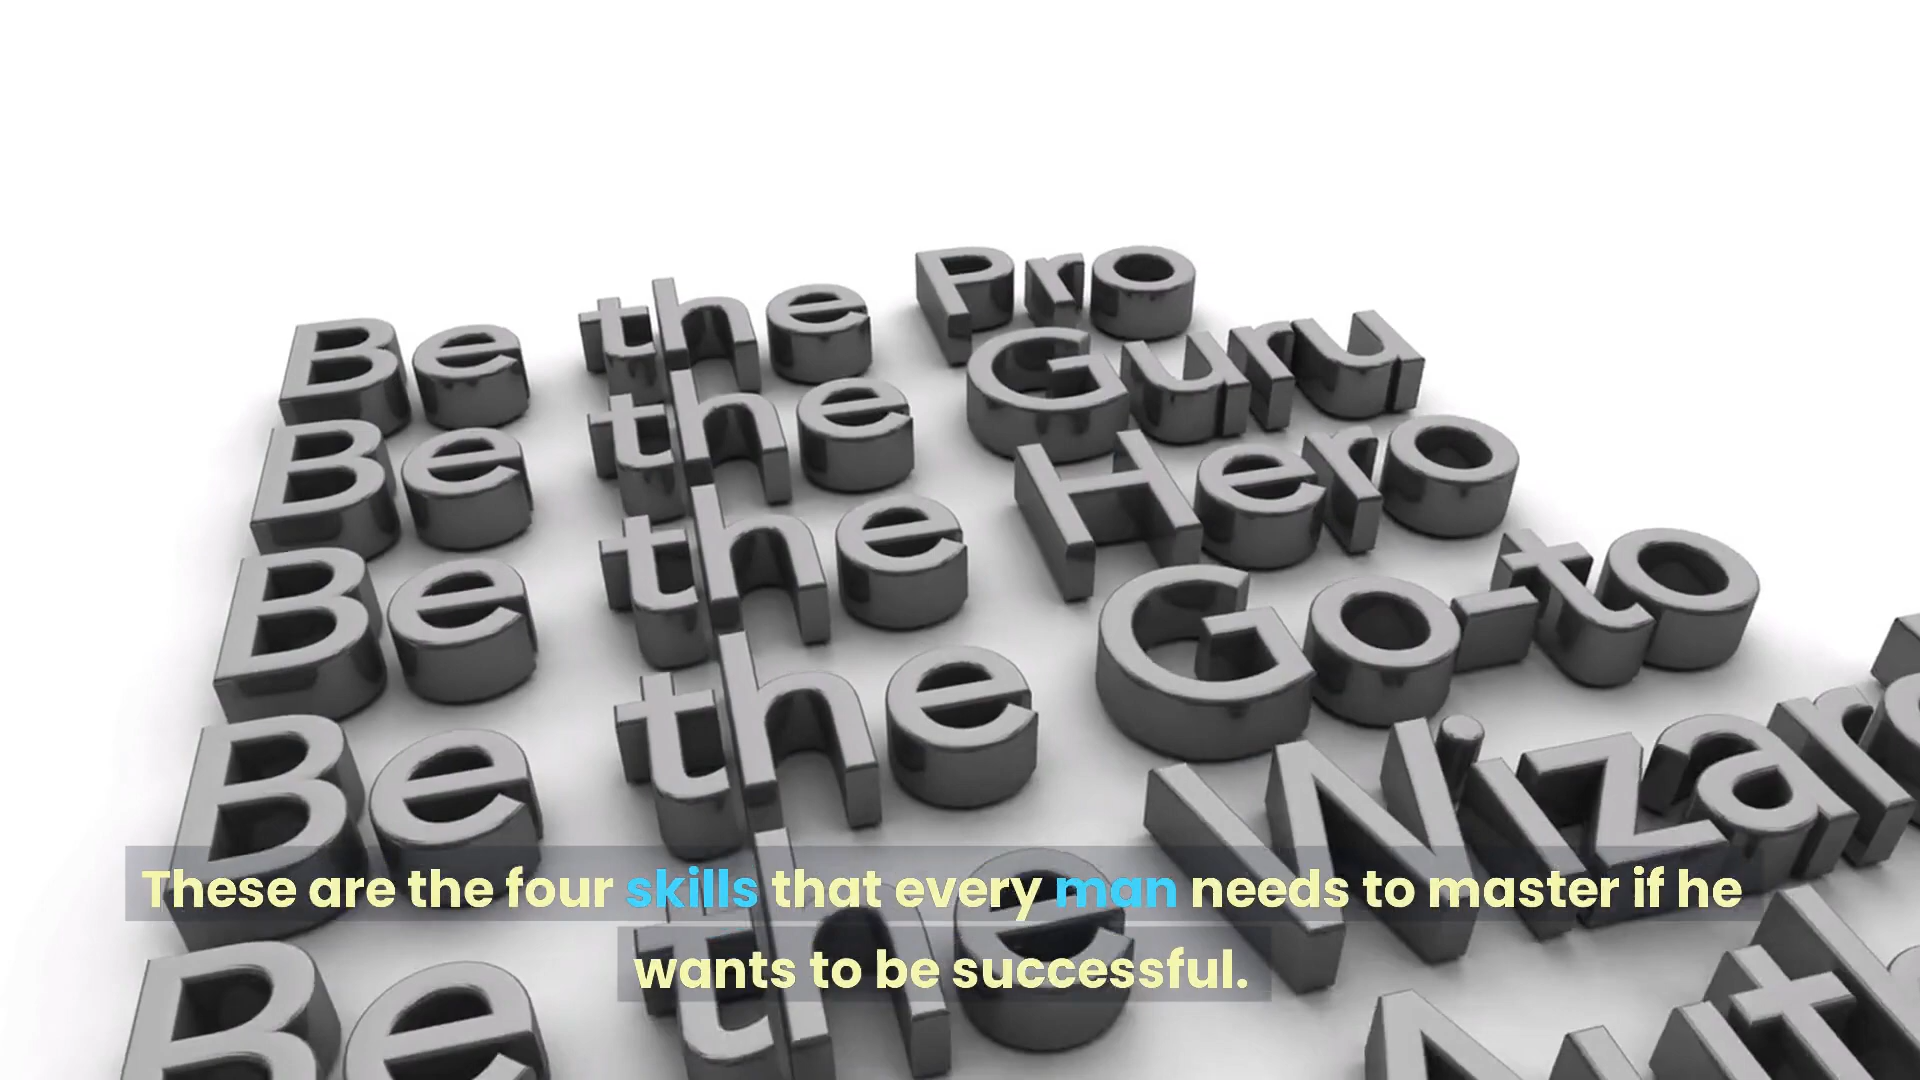 Be the Pro
Be the Guru
Be the Hero
Be the Go-to
Be the
These are the four skills that every man needs to master if he
wants to be successful.